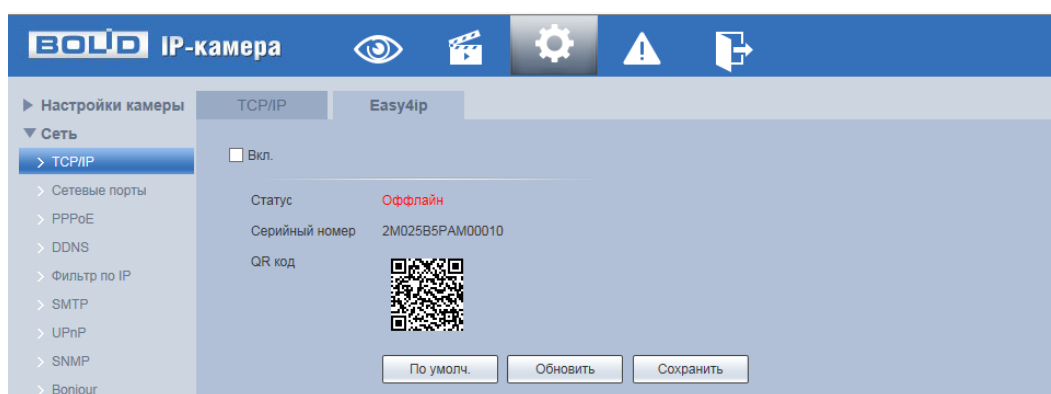 BOLID IP-камера
Настройки камеры
Сеть
TCP/IP
Сетевые порты
PPPoE
DDNS
Фильтр по IP
SMTP
UPnP
SNMP
Bonjour
TCP/IP Easy4ip
Вкл.
Статус Оффлайн
Серийный номер 2M025B5PAM00010
QR код
По умолч. Обновить Сохранить